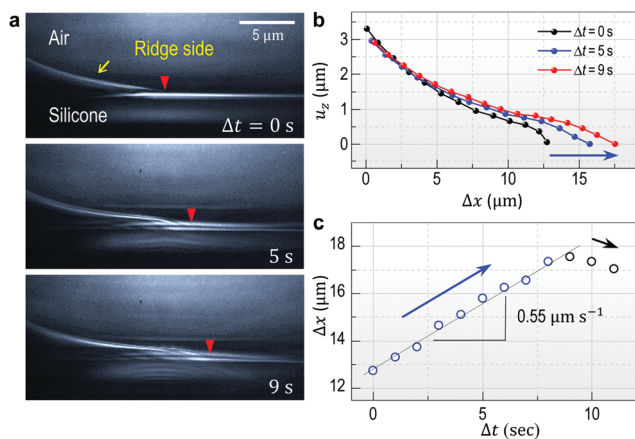 a
Air
Ridge side
5 μm
Silicone
Δt = 0 s
5 s
9 s
b
3
2
1
0
u_z (μm)
0
5
10
15
Δx (μm)
Δt=0 s
Δt=5 s
Δt=9 s
c
18
16
14
12
Δx (μm)
0
5
10
Δt (sec)
0.55 μm s⁻¹